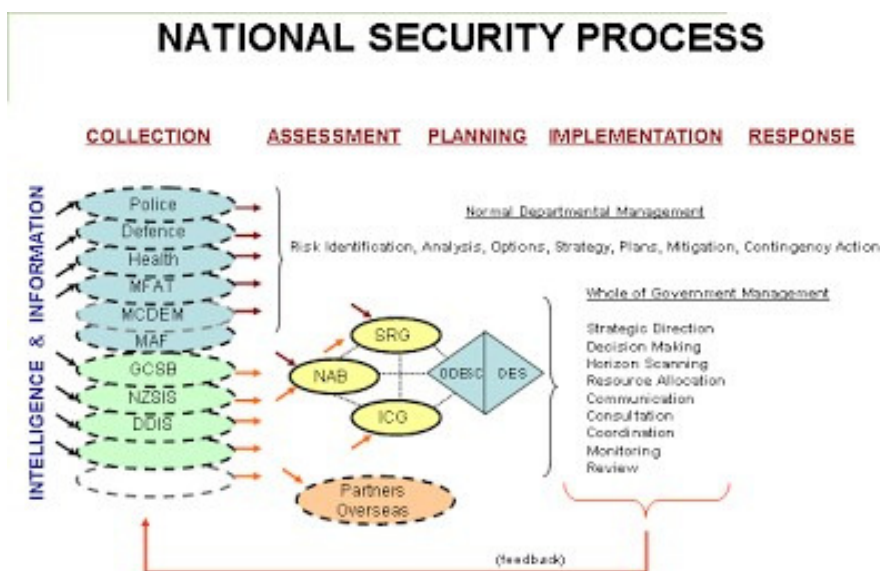 NATIONAL SECURITY PROCESS
COLLECTION ASSESSMENT PLANNING IMPLEMENTATION RESPONSE
INTELLIGENCE & INFORMATION
Police
Defence
Health
MFAT
MCDEM
MAF
GCSB
NZSIS
DDIS
Normal Departmental Management
Risk Identification, Analysis, Options, Strategy, Plans, Mitigation, Contingency Action
SRG
NAB
ICG
ODESC DES
Partners
Overseas
Whole of Government Management
Strategic Direction
Decision Making
Horizon Scanning
Resource Allocation
Communication
Consultation
Coordination
Monitoring
Review
(feedback)